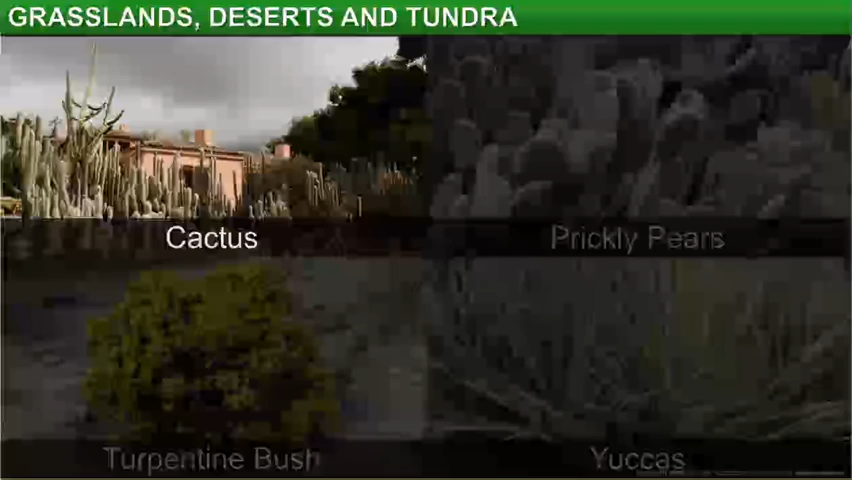 GRASSLANDS, DESERTS AND TUNDRA
Cactus
Prickly Pears
Turpentine Bush
Yuccas